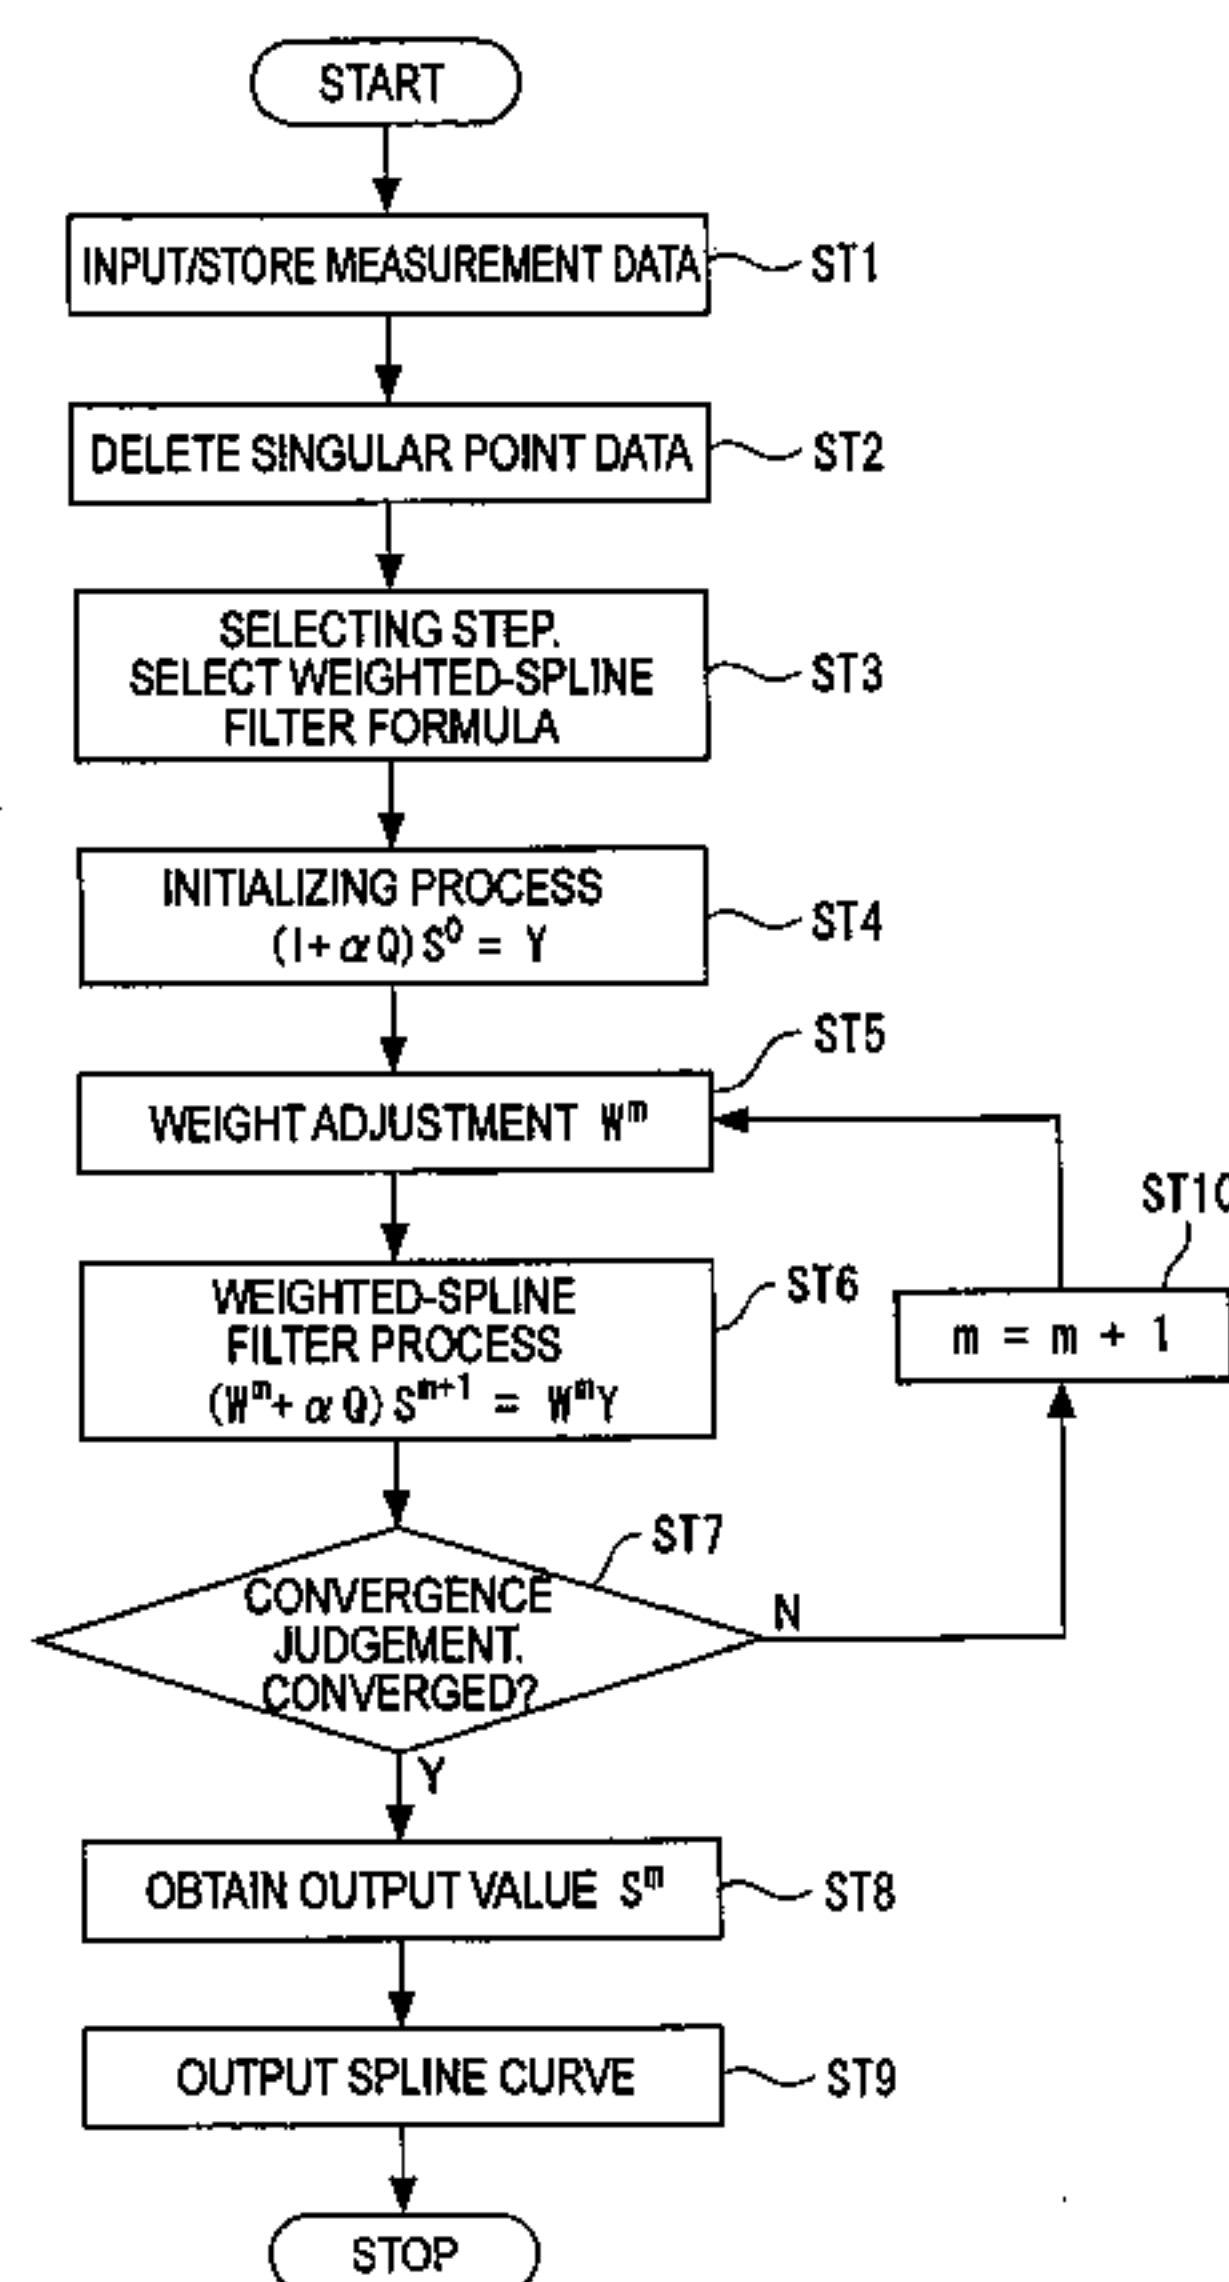 START
INPUT/STORE MEASUREMENT DATA
ST1
DELETE SINGULAR POINT DATA
ST2
SELECTING STEP.
SELECT WEIGHTED-SPLINE
FILTER FORMULA
ST3
INITIALIZING PROCESS
(I+αQ)S⁰ = Y
ST4
ST5
WEIGHT ADJUSTMENT Wᵐ
ST10
WEIGHTED-SPLINE
FILTER PROCESS
(Wᵐ+αQ)Sᵐ⁺¹ = WᵐY
ST6
m = m + 1
ST7
CONVERGENCE
JUDGEMENT.
CONVERGED?
N
Y
OBTAIN OUTPUT VALUE Sᵐ
ST8
OUTPUT SPLINE CURVE
ST9
STOP